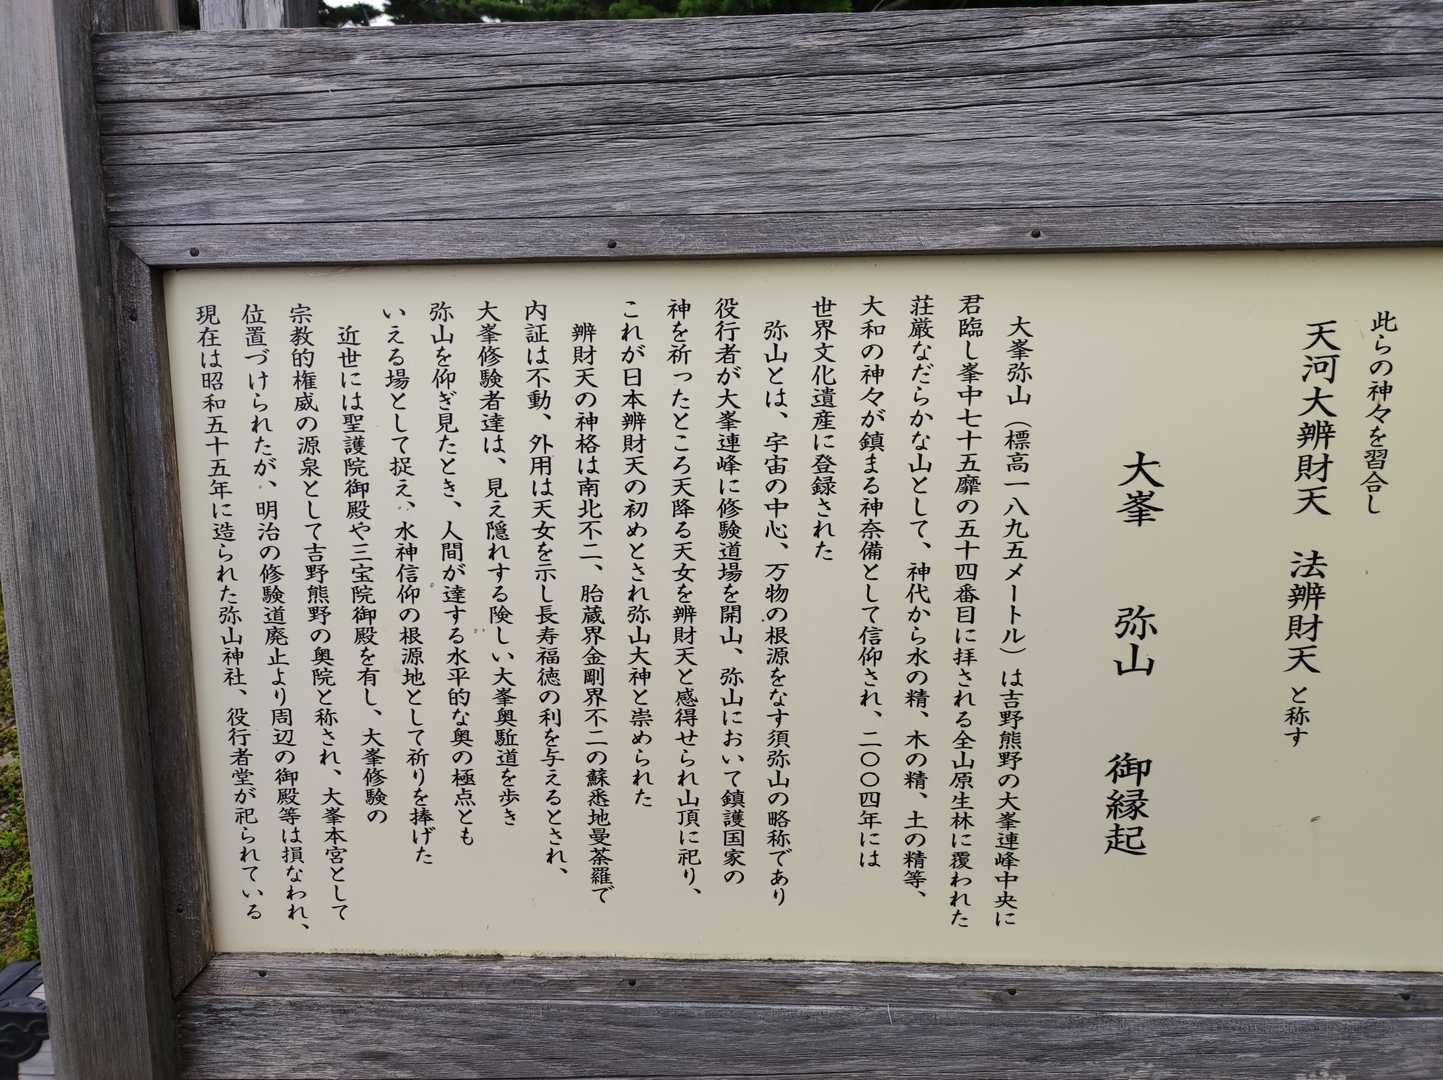 此らの神々を習合し
天河大辨財天 法辨財天と称す
大峯 弥山 御縁起
大峯弥山（標高一八九五メートル）は吉野熊野の大峯連峰中央に
君臨し峯中七十五靡の五十四番目に拝される全山原生林に覆われた
荘厳なだらかな山として、神代から水の精、木の精、土の精等、
大和の神々が鎮まる神奈備として信仰され、二〇〇四年には
世界文化遺産に登録された
弥山とは、宇宙の中心、万物の根源をなす須弥山の略称であり
役行者が大峯連峰に修験道場を開山、弥山において鎮護国家の
神を祈ったところ天降る天女を辨財天と感得せられ山頂に祀り、
これが日本辨財天の初めとされ弥山大神と崇められた
辨財天の神格は南北不二、胎蔵界金剛界不二の蘇悉地曼荼羅で
内証は不動、外用は天女を示し長寿福徳の利を与えるとされ、
大峯修験者達は、見え隠れする険しい大峯奥駈道を歩き
弥山を仰ぎ見たとき、人間が達する水平的な奥の極点とも
いえる場として捉え、水神信仰の根源地として祈りを捧げた
近世には聖護院御殿や三宝院御殿を有し、大峯修験の
宗教的権威の源泉として吉野熊野の奥院と称され、大峯本宮として
位置づけられたが、明治の修験道廃止より周辺の御殿等は損なわれ、
現在は昭和五十五年に造られた弥山神社、役行者堂が祀られている